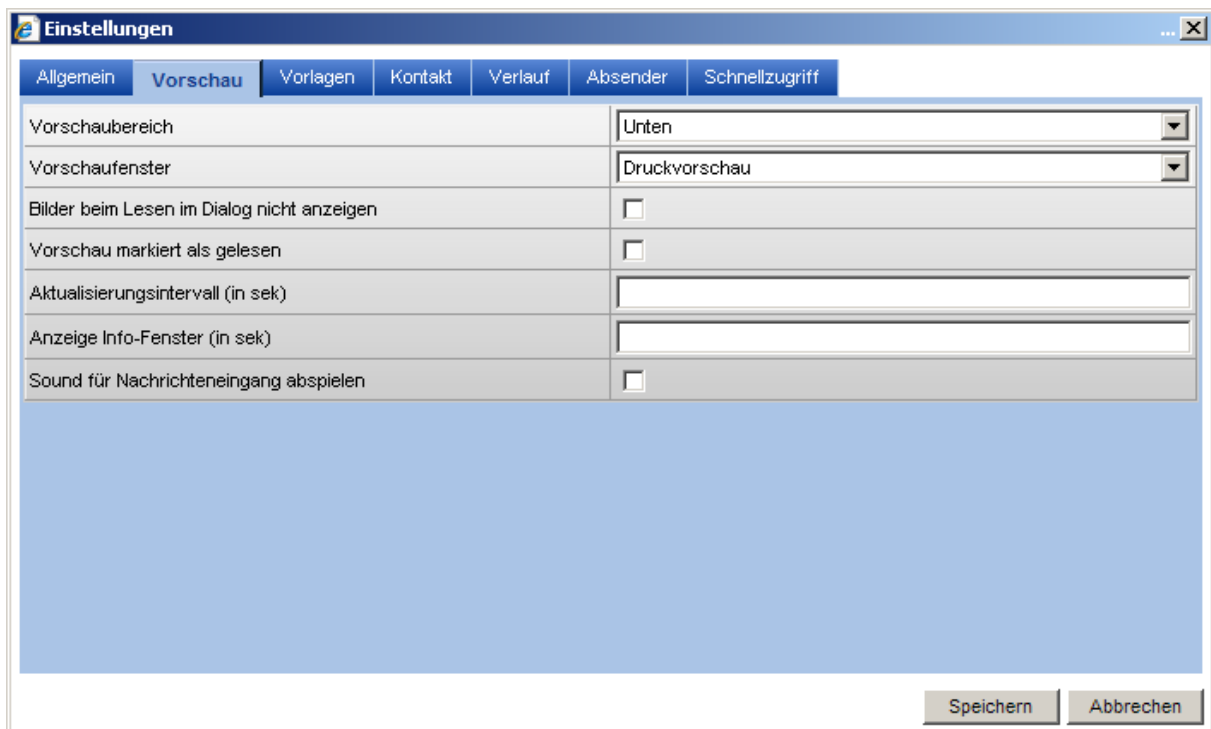 Einstellungen ...
Allgemein Vorschau Vorlagen Kontakt Verlauf Absender Schnellzugriff
Vorschaubereich Unten
Vorschaufenster Druckvorschau
Bilder beim Lesen im Dialog nicht anzeigen
Vorschau markiert als gelesen
Aktualisierungsintervall (in sek)
Anzeige Info-Fenster (in sek)
Sound für Nachrichteneingang abspielen
Speichern Abbrechen